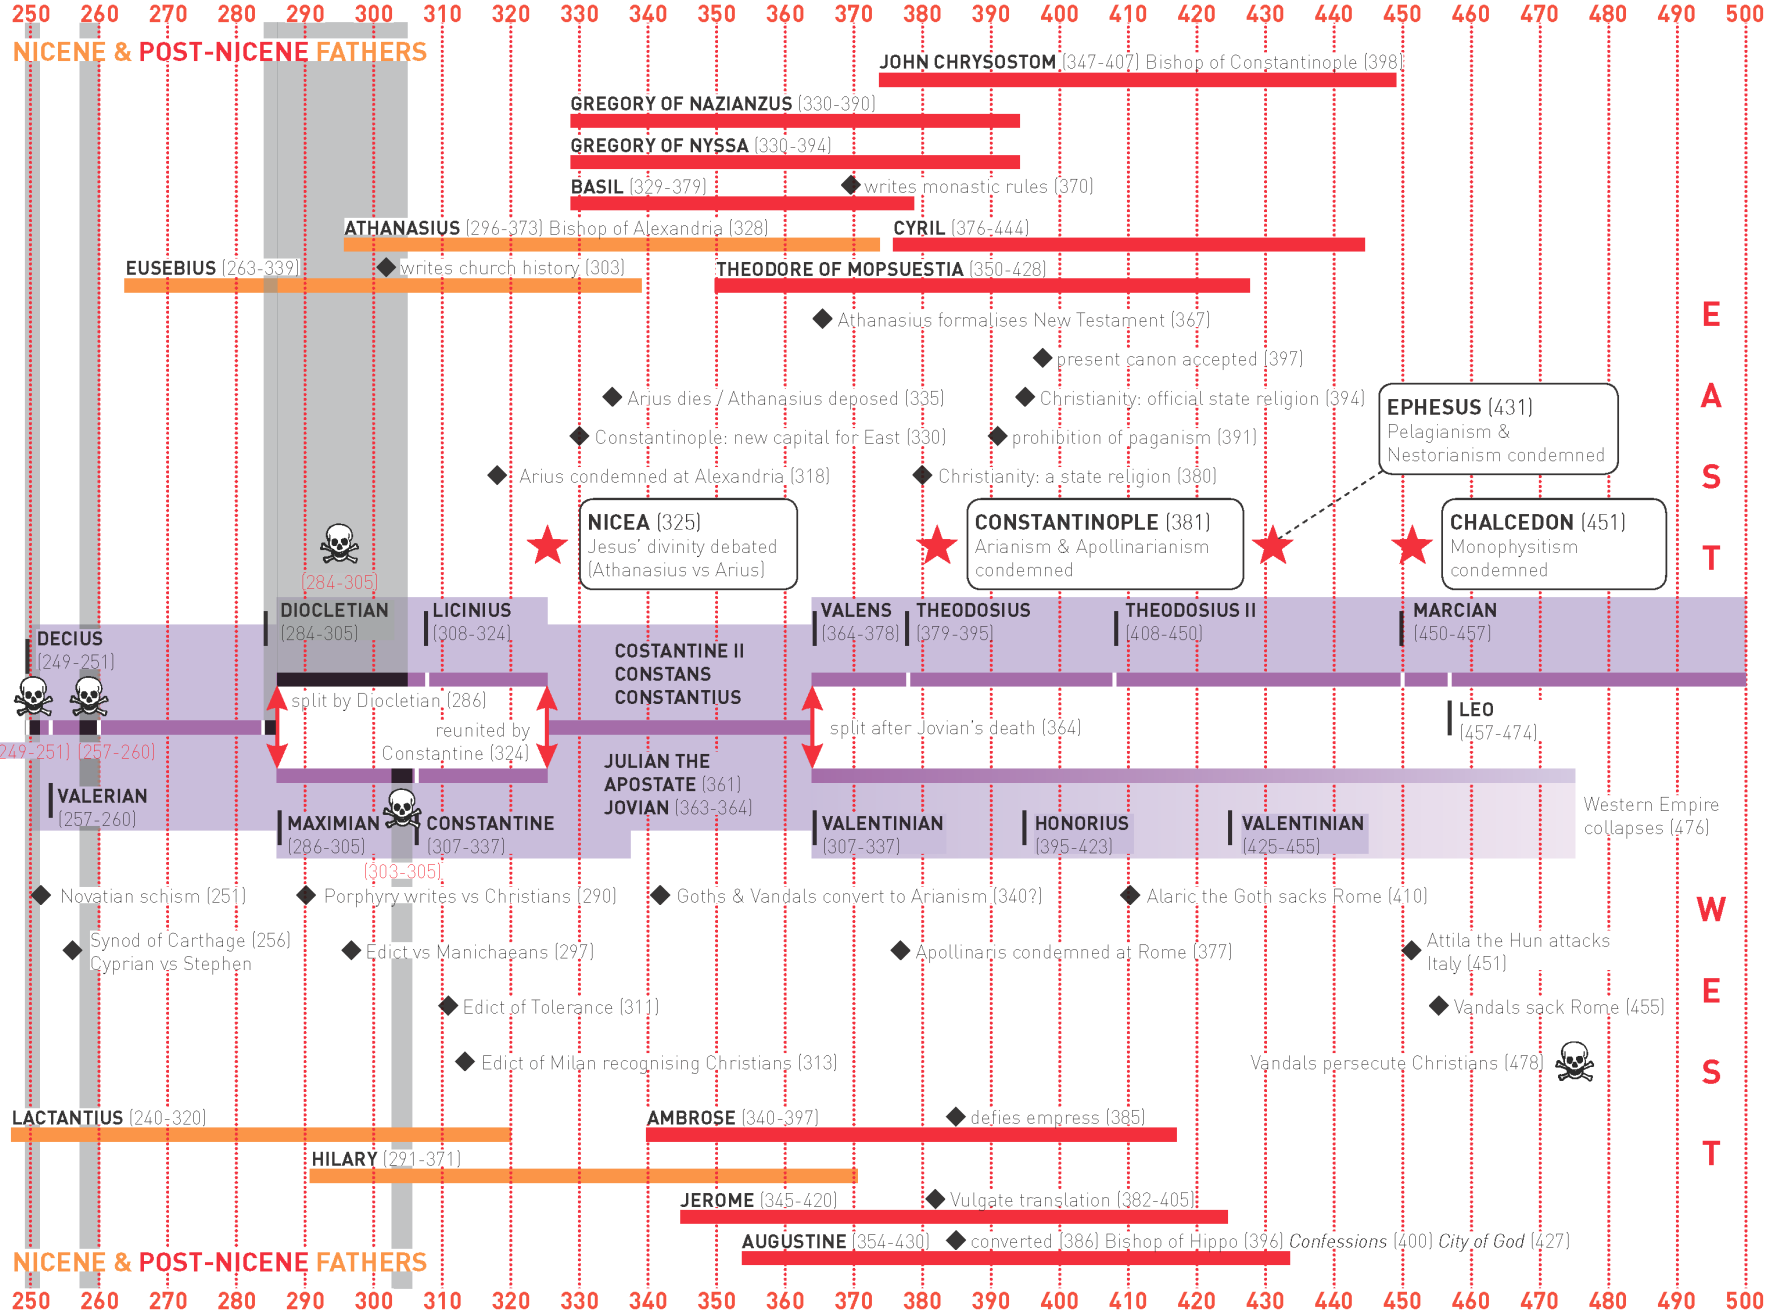 250 260 270 280 290 300 310 320 330 340 350 360 370 380 390 400 410 420 430 440 450 460 470 480 490 500
NICENE & POST-NICENE FATHERS
JOHN CHRYSOSTOM (347-407) Bishop of Constantinople (398)
GREGORY OF NAZIANZUS (330-390)
GREGORY OF NYSSA (330-394)
BASIL (329-379)
writes monastic rules (370)
ATHANASIUS (296-373) Bishop of Alexandria (328)
CYRIL (376-444)
EUSEBIUS (263-339)
writes church history (303)
THEODORE OF MOPSUESTIA (350-428)
Athanasius formalises New Testament (367)
present canon accepted (397)
Arius dies / Athanasius deposed (335)
Christianity: official state religion (394)
Constantinople: new capital for East (330)
prohibition of paganism (391)
Arius condemned at Alexandria (318)
Christianity: a state religion (380)
EPHESUS (431)
Pelagianism &
Nestorianism condemned
NICEA (325)
Jesus' divinity debated
(Athanasius vs Arius)
CONSTANTINOPLE (381)
Arianism & Apollinarianism
condemned
CHALCEDON (451)
Monophysitism
condemned
E
A
S
T
(284-305)
DECIUS
(249-251)
DIOCLETIAN
(284-305)
LICINIUS
(308-324)
COSTANTINE II
CONSTANS
CONSTANTIUS
VALENS
(364-378)
THEODOSIUS
(379-395)
THEODOSIUS II
(408-450)
MARCIAN
(450-457)
split by Diocletian (286)
reunited by
Constantine (324)
split after Jovian's death (364)
LEO
(457-474)
249-251)
(257-260)
VALERIAN
(257-260)
JULIAN THE
APOSTATE (361)
JOVIAN (363-364)
MAXIMIAN
(286-305)
CONSTANTINE
(307-337)
(303-305)
VALENTINIAN
(307-337)
HONORIUS
(395-423)
VALENTINIAN
(425-455)
Western Empire
collapses (476)
Novatian schism (251)
Porphyry writes vs Christians (290)
Goths & Vandals convert to Arianism (340?)
Alaric the Goth sacks Rome (410)
Synod of Carthage (256)
Cyprian vs Stephen
Edict vs Manichaeans (297)
Apollinaris condemned at Rome (377)
Attila the Hun attacks
Italy (451)
Edict of Tolerance (311)
Vandals sack Rome (455)
Edict of Milan recognising Christians (313)
Vandals persecute Christians (478)
W
E
S
T
LACTANTIUS (240-320)
AMBROSE (340-397)
defies empress (385)
HILARY (291-371)
JEROME (345-420)
Vulgate translation (382-405)
AUGUSTINE (354-430)
converted (386) Bishop of Hippo (396) Confessions (400) City of God (427)
NICENE & POST-NICENE FATHERS
250 260 270 280 290 300 310 320 330 340 350 360 370 380 390 400 410 420 430 440 450 460 470 480 490 500